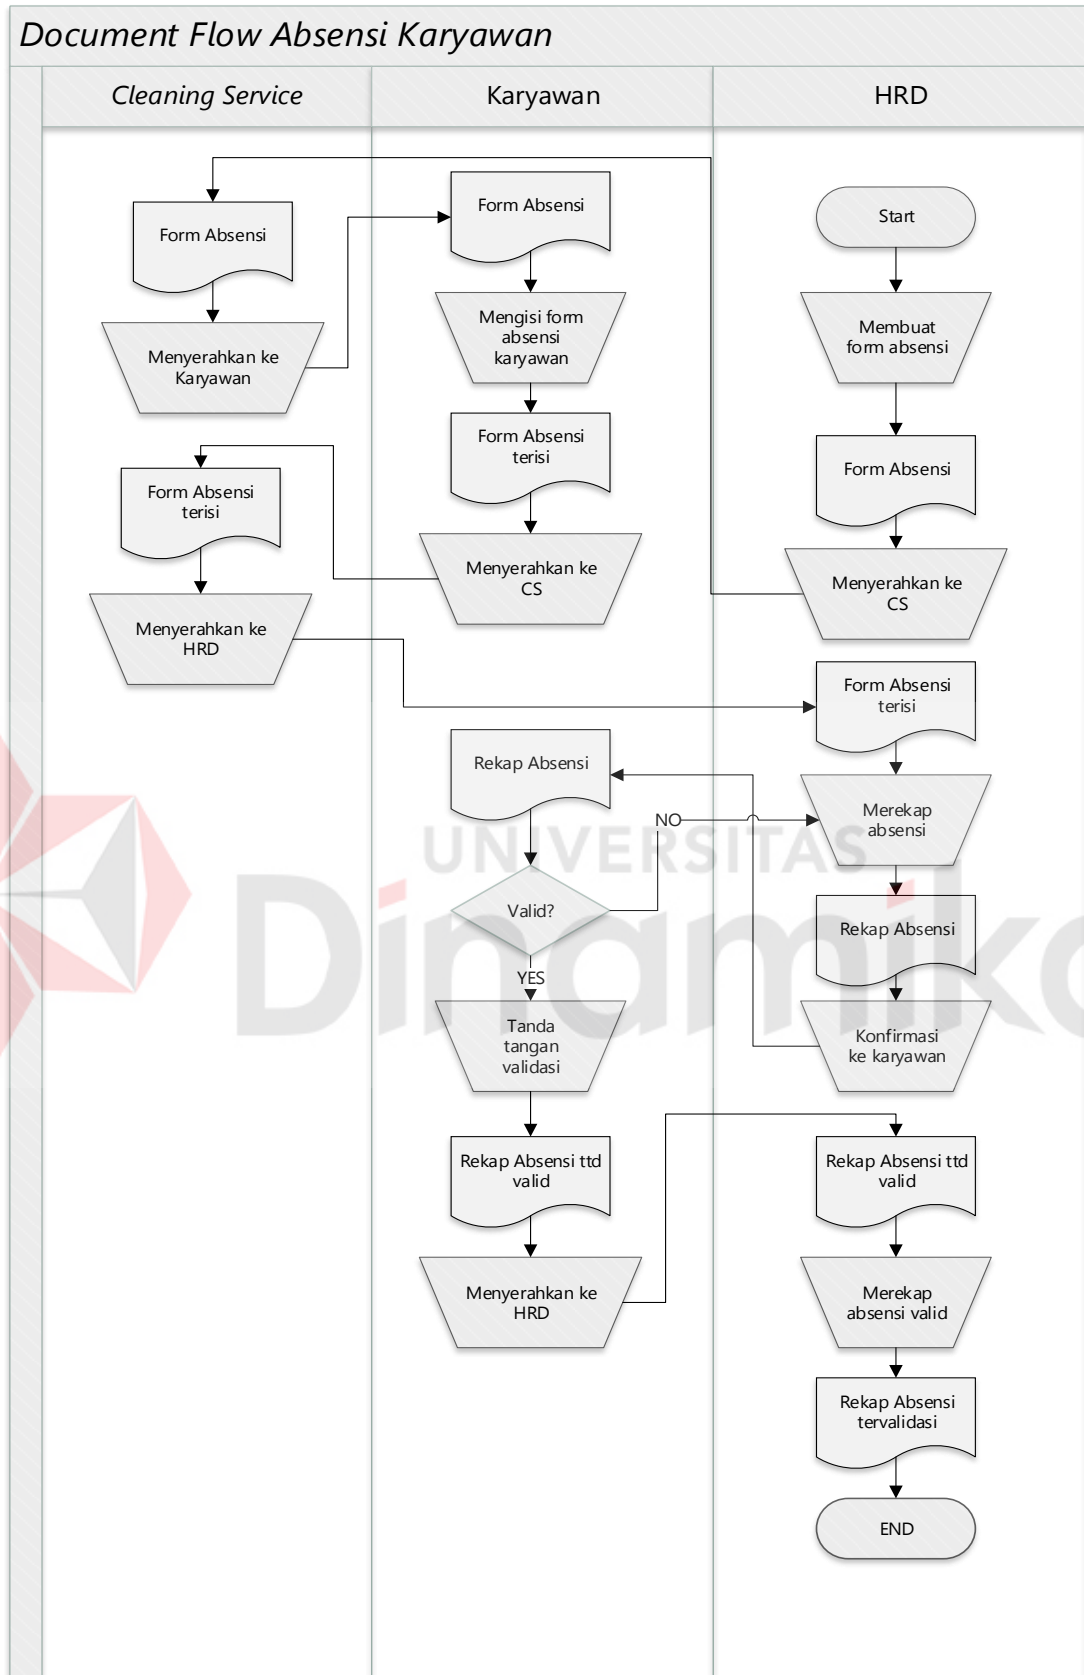 Document Flow Absensi Karyawan
Cleaning Service
Karyawan
HRD
Form Absensi
Menyerahkan ke
Karyawan
Form Absensi
terisi
Menyerahkan ke
HRD
Form Absensi
Mengisi form
absensi
karyawan
Form Absensi
terisi
Menyerahkan ke
CS
Rekap Absensi
Valid?
NO
YES
Tanda
tangan
validasi
Rekap Absensi ttd
valid
Menyerahkan ke
HRD
Start
Membuat
form absensi
Form Absensi
Menyerahkan ke
CS
Form Absensi
terisi
Merekap
absensi
Rekap Absensi
Konfirmasi
ke karyawan
Rekap Absensi ttd
valid
Merekap
absensi valid
Rekap Absensi
tervalidasi
END
UNIVERSITAS
Dinamika